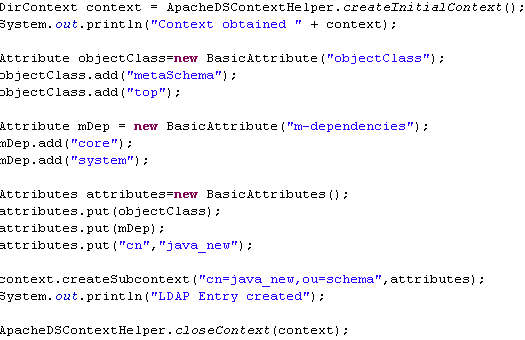 DirContext context = ApacheDSContextHelper.createInitialContext();
System.out.println("Context obtained " + context);
Attribute objectClass=new BasicAttribute("objectClass");
objectClass.add("metaSchema");
objectClass.add("top");
Attribute mDep = new BasicAttribute("m-dependencies");
mDep.add("core");
mDep.add("system");
Attributes attributes=new BasicAttributes();
attributes.put(objectClass);
attributes.put(mDep);
attributes.put("cn","java_new");
context.createSubcontext("cn=java_new,ou=schema",attributes);
System.out.println("LDAP Entry created");
ApacheDSContextHelper.closeContext(context);